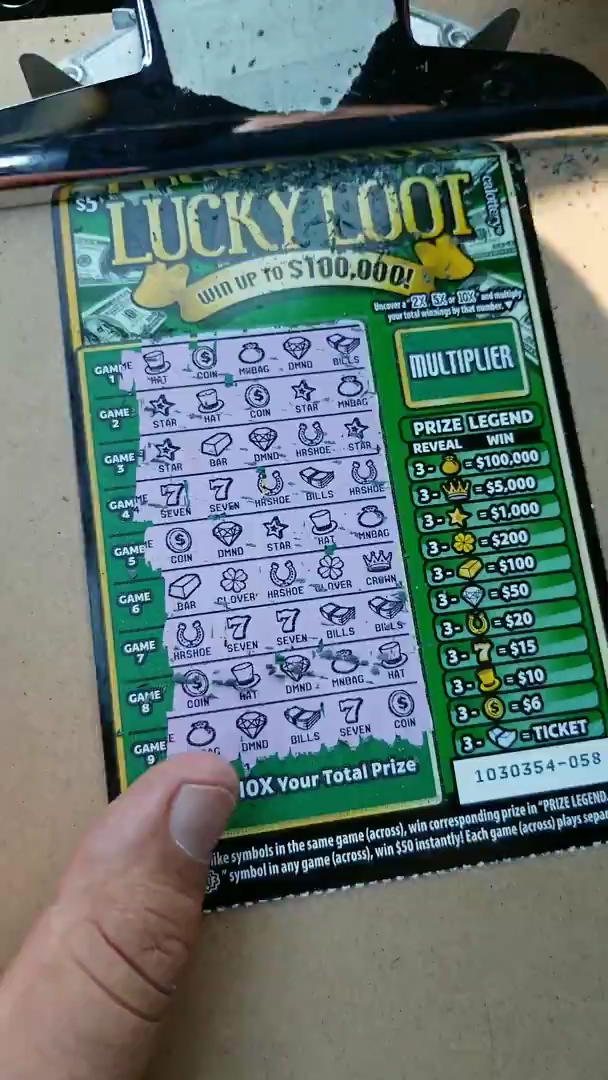 $5
LUCKY LOOT
WIN UP TO $100,000!
Uncover a "2X, 5X or 10X" and multiply
your total winnings by that number.
MULTIPLIER
GAME 1
HAT COIN MNBAG DMND BILLS
GAME 2
STAR HAT COIN STAR MNBAG
GAME 3
STAR BAR DMND HRSHOE STAR
GAME 4
SEVEN SEVEN HRSHOE BILLS HRSHOE
GAME 5
COIN DMND STAR HAT MNBAG
GAME 6
BAR CLOVER HRSHOE CLOVER CROWN
GAME 7
HRSHOE SEVEN SEVEN BILLS BILLS
GAME 8
COIN HAT DMND MNBAG HAT
GAME 9
DMND BILLS SEVEN COIN
PRIZE LEGEND
REVEAL WIN
3- = $100,000
3- = $5,000
3- = $1,000
3- = $200
3- = $100
3- = $50
3- = $20
3- 7 = $15
3- = $10
3- $ = $6
3- = TICKET
1030354-058
10X Your Total Prize
like symbols in the same game (across), win corresponding prize in "PRIZE LEGEND.
" symbol in any game (across), win $50 instantly! Each game (across) plays separa